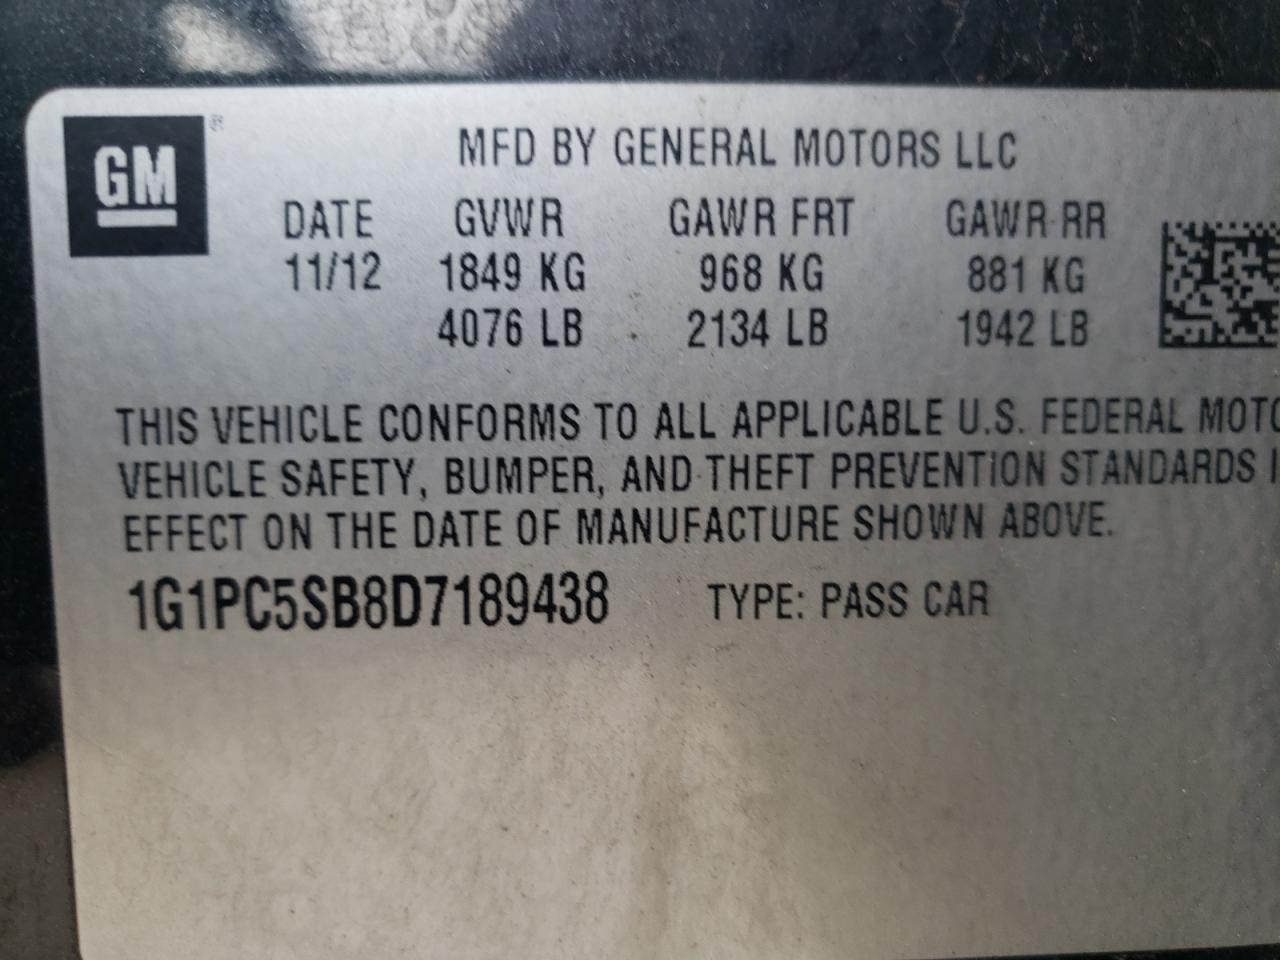 GM
MFD BY GENERAL MOTORS LLC
DATE GVWR GAWR FRT GAWR RR
11/12 1849 KG 968 KG 881 KG
4076 LB 2134 LB 1942 LB
THIS VEHICLE CONFORMS TO ALL APPLICABLE U.S. FEDERAL MOTO
VEHICLE SAFETY, BUMPER, AND THEFT PREVENTION STANDARDS I
EFFECT ON THE DATE OF MANUFACTURE SHOWN ABOVE.
1G1PC5SB8D7189438 TYPE: PASS CAR